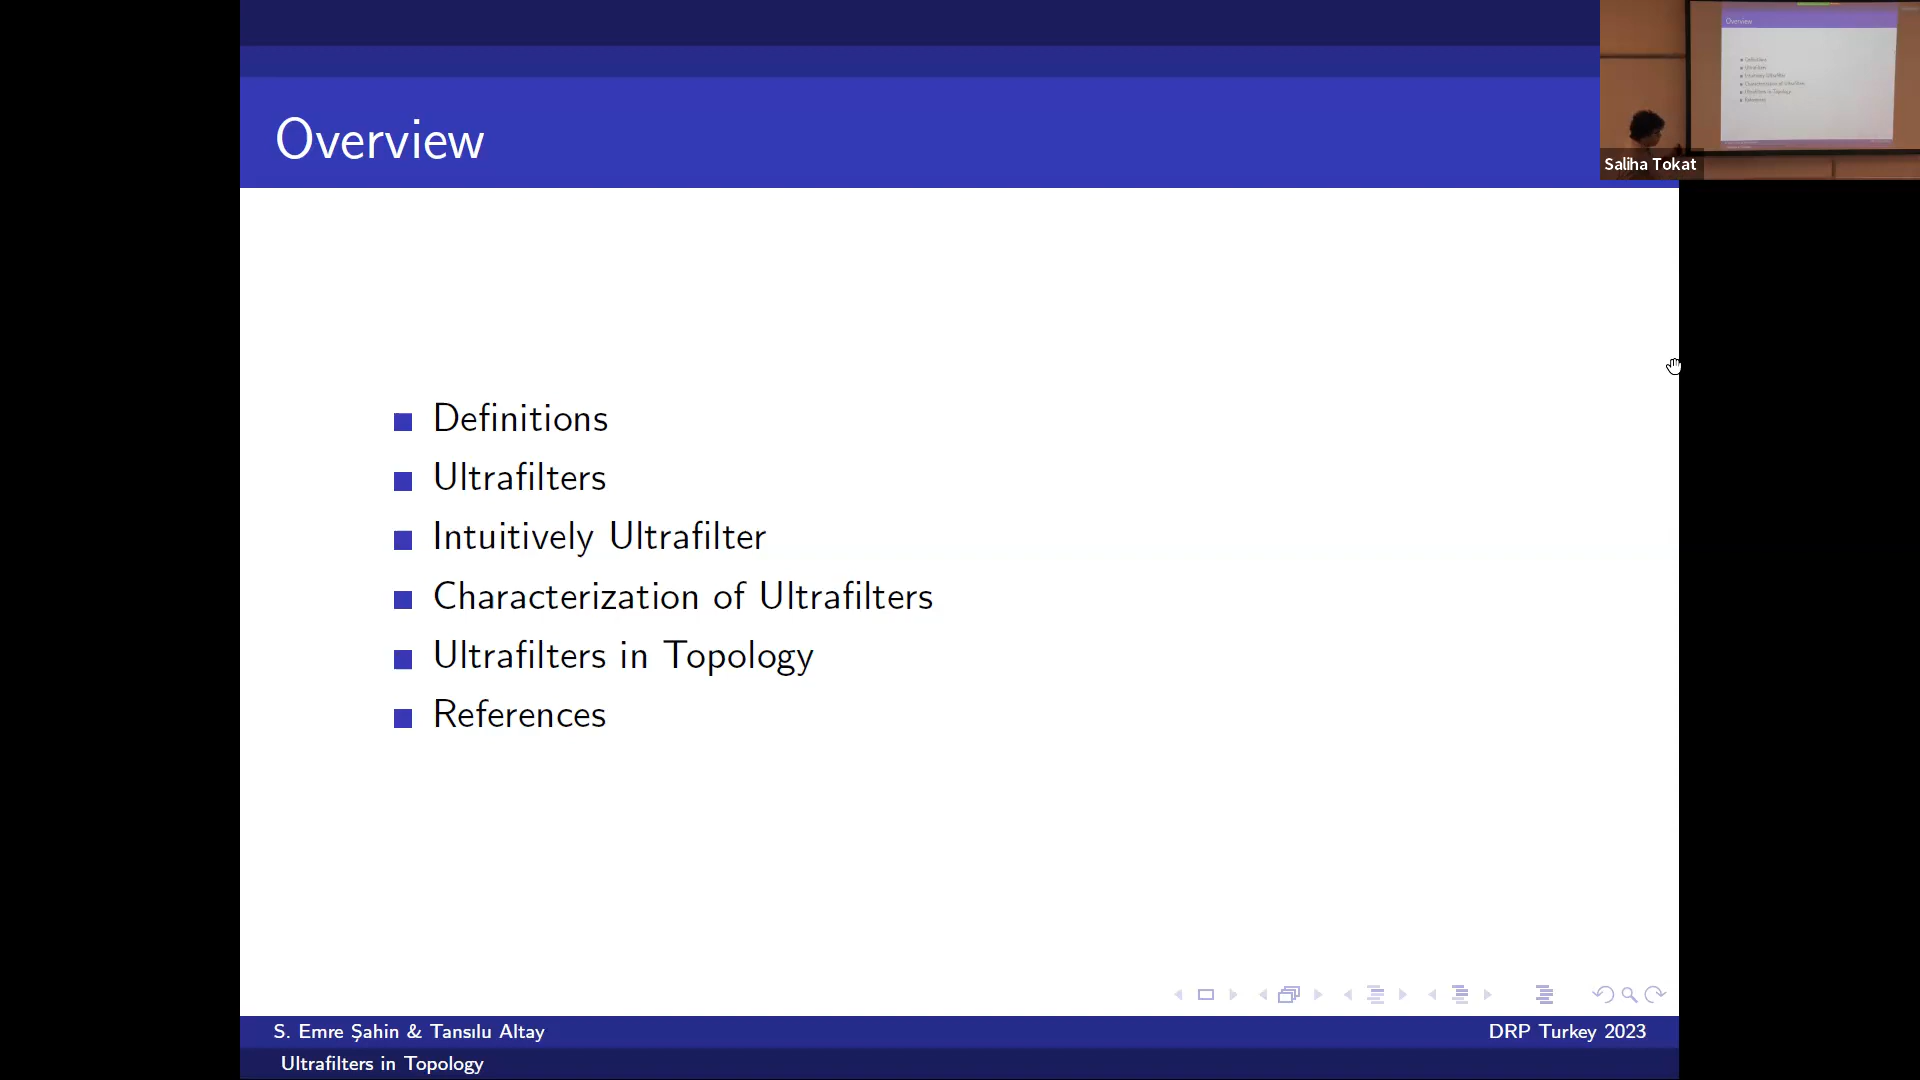 Overview
Saliha Tokat
Definitions
Ultrafilters
Intuitively Ultrafilter
Characterization of Ultrafilters
Ultrafilters in Topology
References
S. Emre Şahin & Tansılu Altay
DRP Turkey 2023
Ultrafilters in Topology